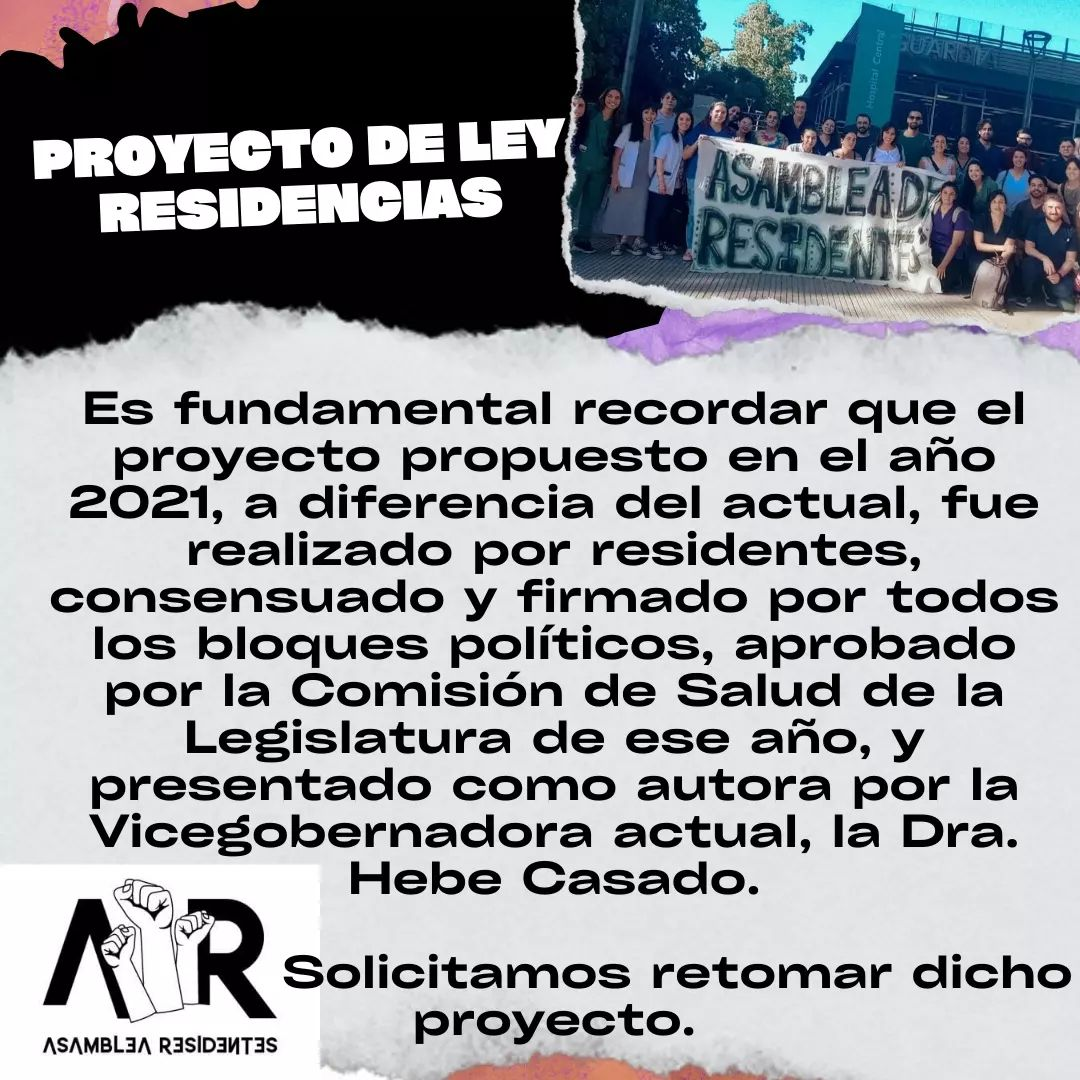 PROYECTO DE LEY
RESIDENCIAS
Hospital Central
GUARDIA
ASAMBLEA DE
RESIDENTES
Es fundamental recordar que el
proyecto propuesto en el año
2021, a diferencia del actual, fue
realizado por residentes,
consensuado y firmado por todos
los bloques políticos, aprobado
por la Comisión de Salud de la
Legislatura de ese año, y
presentado como autora por la
Vicegobernadora actual, la Dra.
Hebe Casado.
Solicitamos retomar dicho
proyecto.
AR
ASAMBLEA RESIDENTES